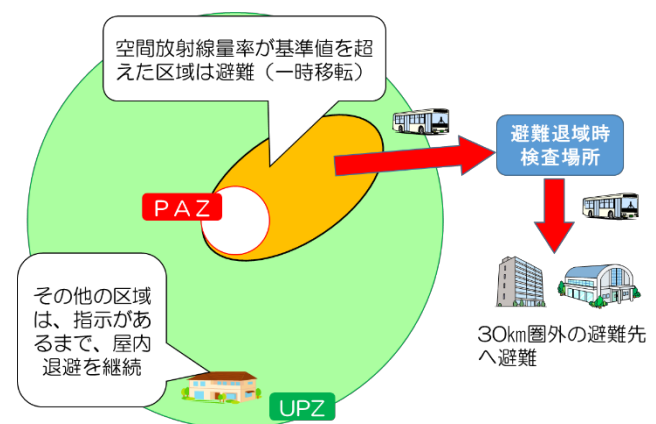 空間放射線量率が基準値を超
えた区域は避難（一時移転）
避難退域時
検査場所
PAZ
その他の区域
は、指示があ
るまで、屋内
退避を継続
30㎞圏外の避難先
へ避難
UPZ